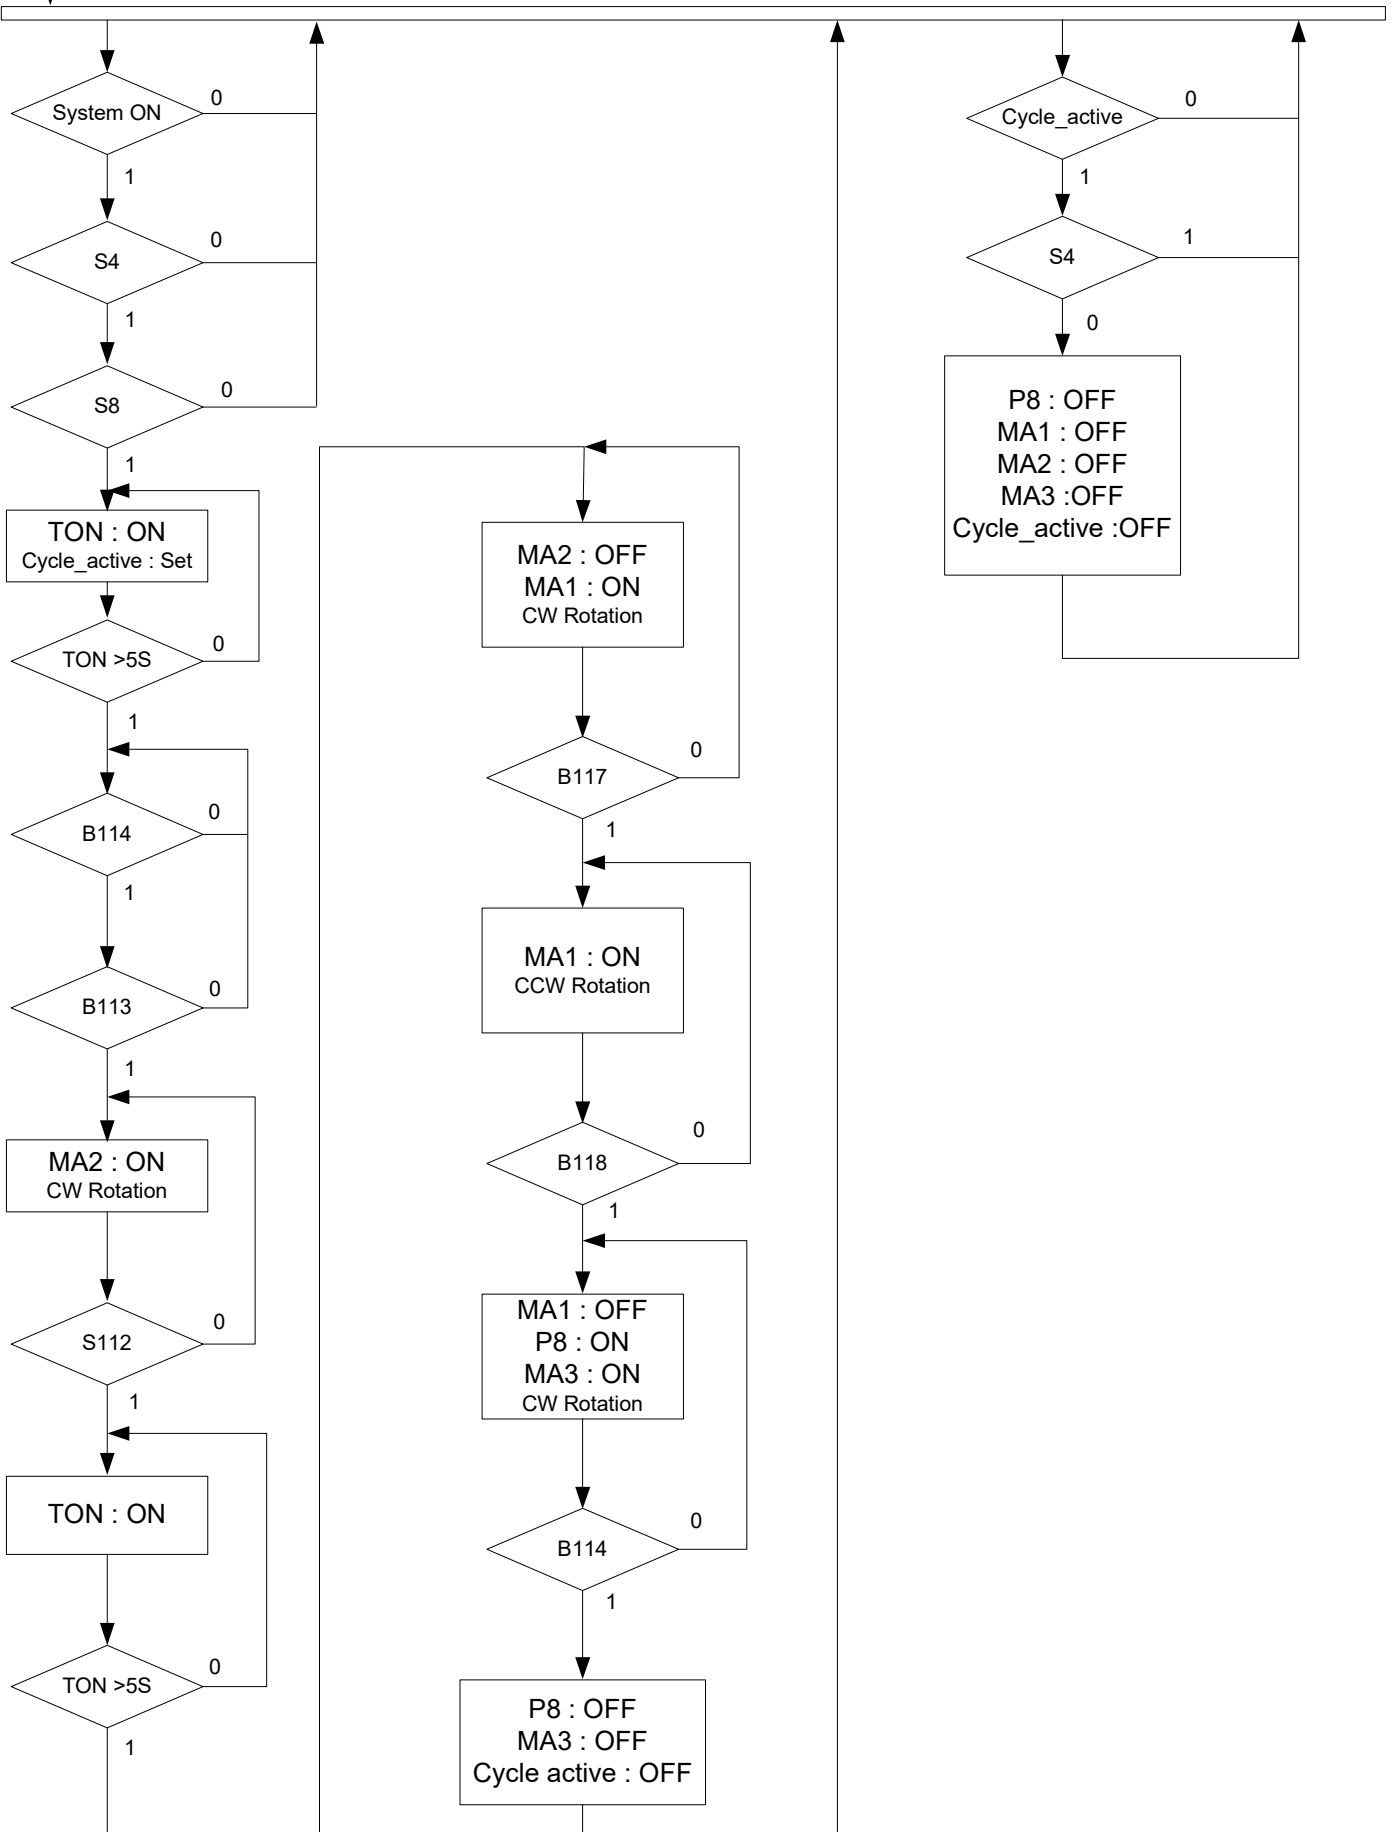 System ON
0
1
S4
0
1
S8
0
1
TON : ON
Cycle_active : Set
TON >5S
0
1
B114
0
1
B113
0
1
MA2 : ON
CW Rotation
S112
0
1
TON : ON
TON >5S
0
1
MA2 : OFF
MA1 : ON
CW Rotation
B117
0
1
MA1 : ON
CCW Rotation
B118
0
1
MA1 : OFF
P8 : ON
MA3 : ON
CW Rotation
B114
0
1
P8 : OFF
MA3 : OFF
Cycle active : OFF
Cycle_active
0
1
S4
1
0
P8 : OFF
MA1 : OFF
MA2 : OFF
MA3 :OFF
Cycle_active :OFF